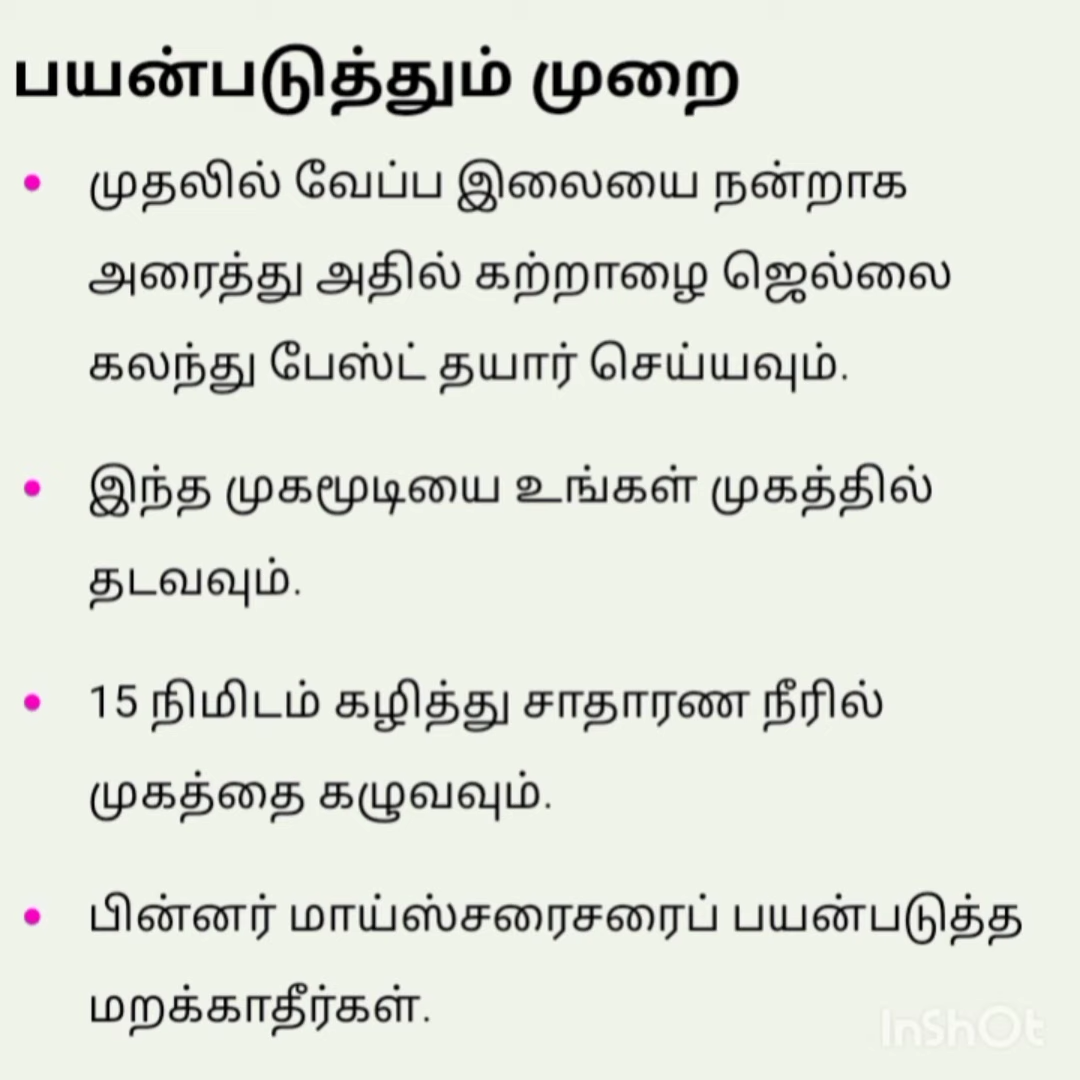 பயன்படுத்தும் முறை
• முதலில் வேப்ப இலையை நன்றாக
அரைத்து அதில் கற்றாழை ஜெல்லை
கலந்து பேஸ்ட் தயார் செய்யவும்.
• இந்த முகமூடியை உங்கள் முகத்தில்
தடவவும்.
• 15 நிமிடம் கழித்து சாதாரண நீரில்
முகத்தை கழுவவும்.
• பின்னர் மாய்ஸ்சரைசரைப் பயன்படுத்த
மறக்காதீர்கள்.
InShOt